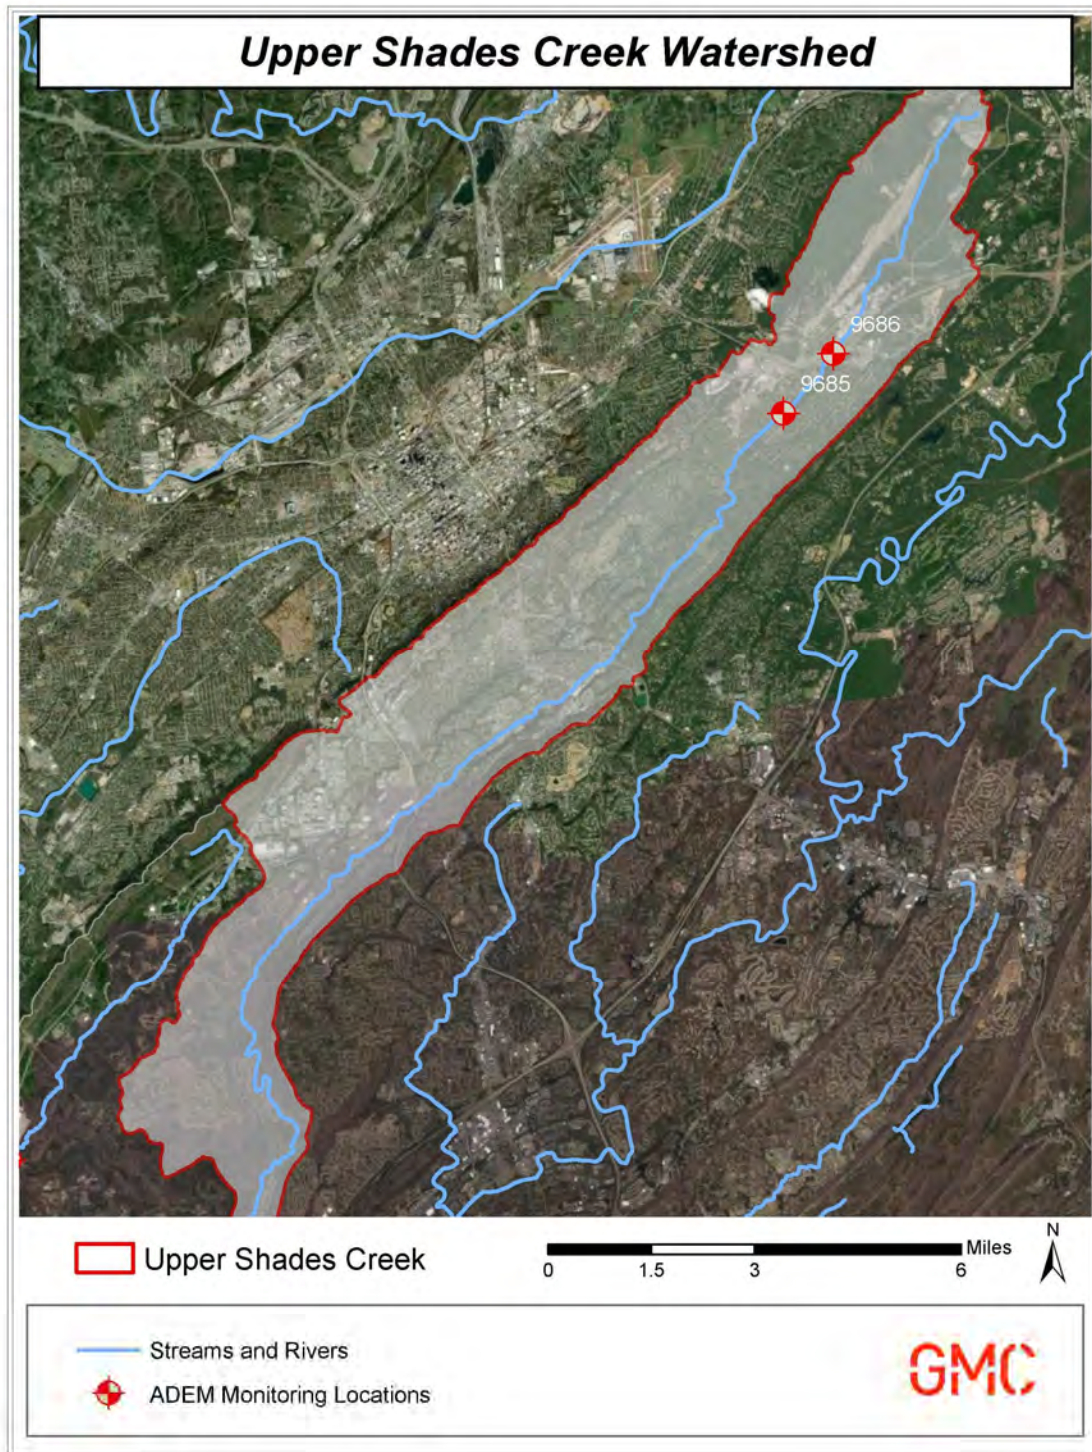 Upper Shades Creek Watershed
9686
9685
Upper Shades Creek
Miles
0 1.5 3 6
N
Streams and Rivers
ADEM Monitoring Locations
GMC